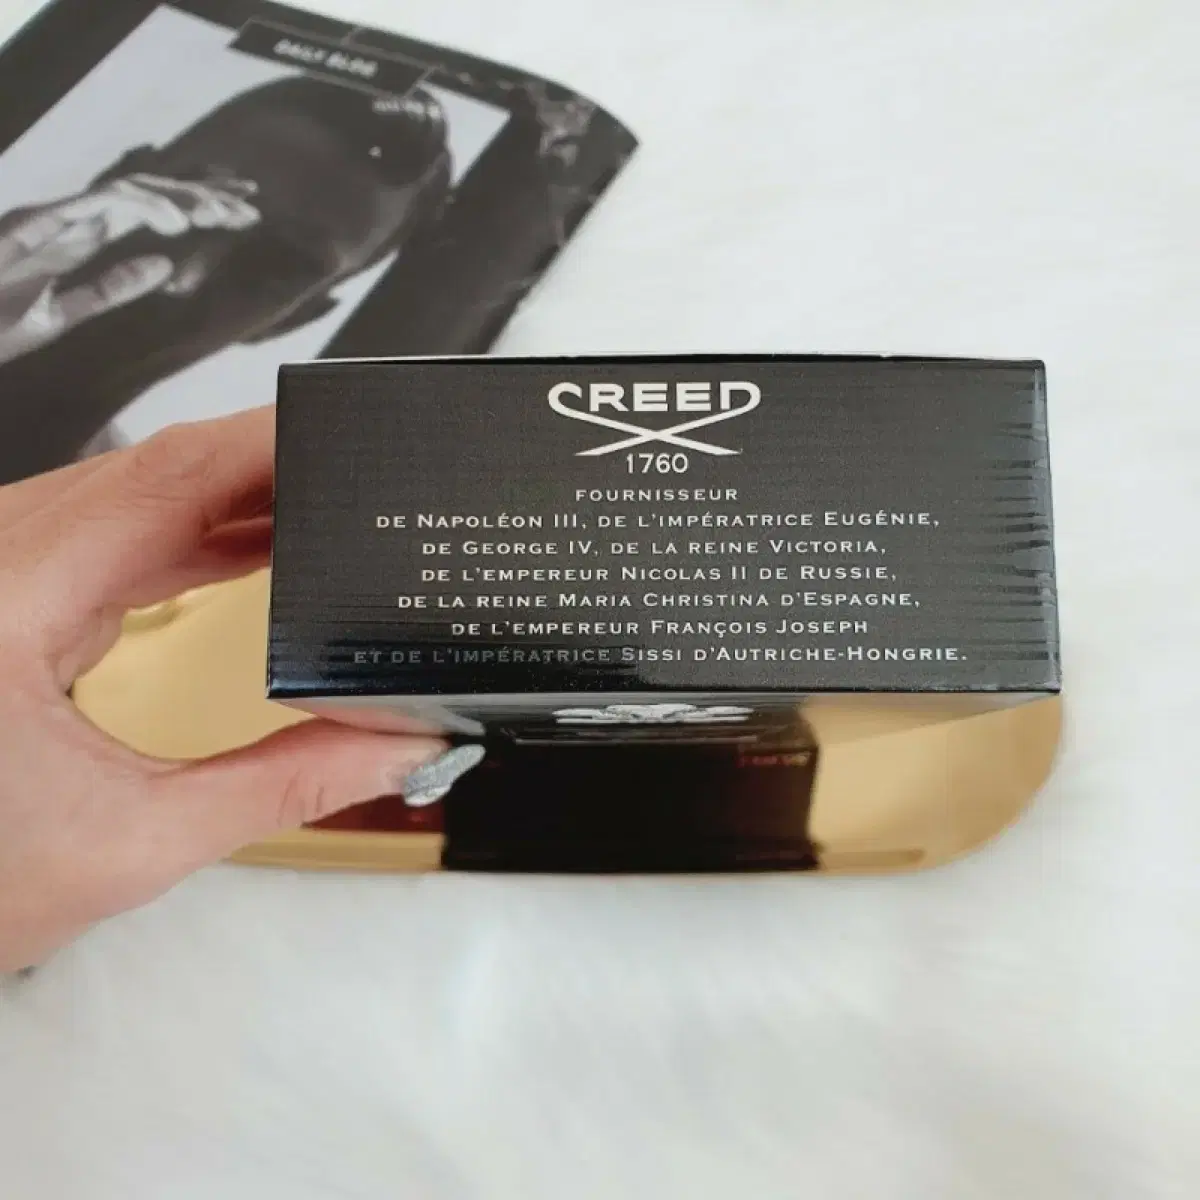 DAILY BLOG
CREED
1760
FOURNISSEUR
DE NAPOLÉON III, DE L'IMPÉRATRICE EUGÉNIE,
DE GEORGE IV, DE LA REINE VICTORIA,
DE L'EMPEREUR NICOLAS II DE RUSSIE,
DE LA REINE MARIA CHRISTINA D'ESPAGNE,
DE L'EMPEREUR FRANÇOIS JOSEPH
ET DE L'IMPÉRATRICE SISSI D'AUTRICHE-HONGRIE.